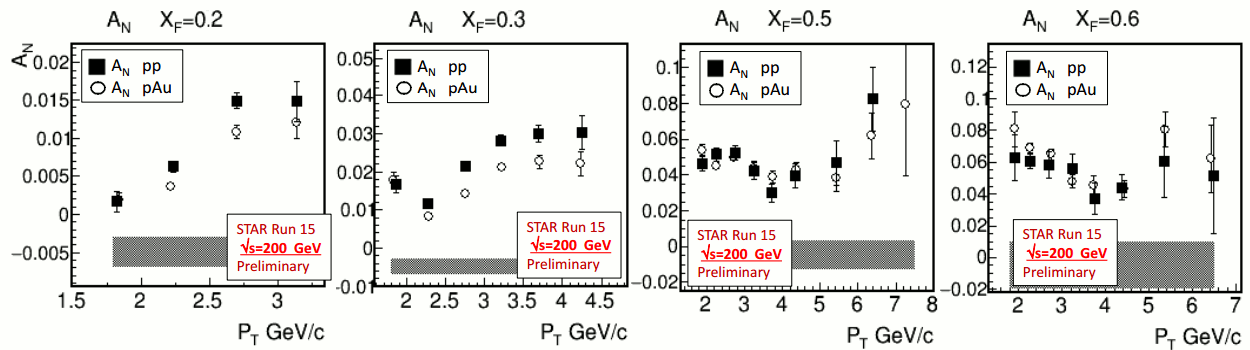 A_N X_F=0.2
A_N
0.02
0.015
0.01
0.005
0
−0.005
A_N pp
A_N pAu
STAR Run 15
√s=200 GeV
Preliminary
1.5 2 2.5 3
P_T GeV/c
A_N X_F=0.3
0.05
0.04
0.03
0.02
0.01
0
-0.01
A_N pp
A_N pAu
STAR Run 15
√s=200 GeV
Preliminary
2 2.5 3 3.5 4 4.5
P_T GeV/c
A_N X_F=0.5
0.1
0.08
0.06
0.04
0.02
0
−0.02
A_N pp
A_N pAu
STAR Run 15
√s=200 GeV
Preliminary
2 3 4 5 6 7 8
P_T GeV/c
A_N X_F=0.6
0.12
0.1
0.08
0.06
0.04
0.02
0
−0.02
A_N pp
A_N pAu
STAR Run 15
√s=200 GeV
Preliminary
2 3 4 5 6 7
P_T GeV/c